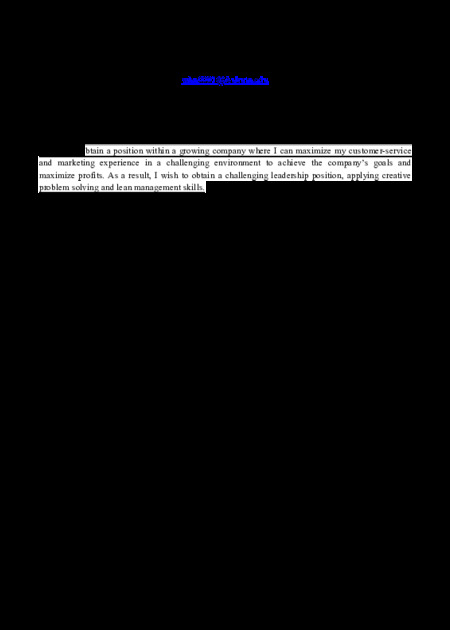 btain a position within a growing company where I can maximize my customer-service
and marketing experience in a challenging environment to achieve the company's goals and
maximize profits. As a result, I wish to obtain a challenging leadership position, applying creative
problem solving and lean management skills.